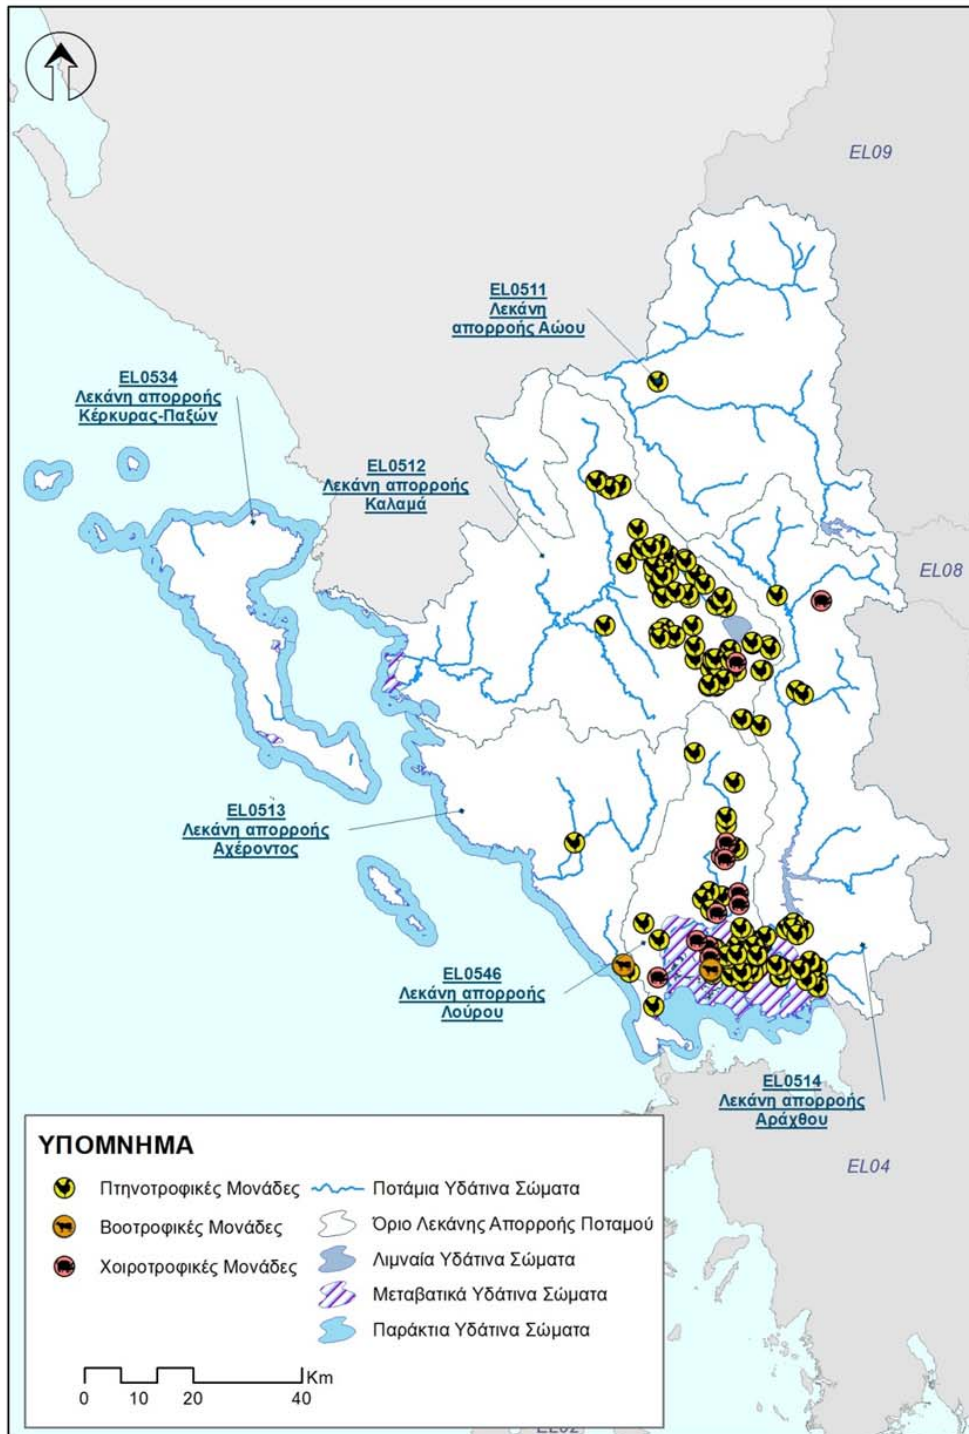 EL09
EL0511
Λεκάνη
απορροής Αώου
EL0534
Λεκάνη απορροής
Κέρκυρας-Παξών
EL0512
Λεκάνη απορροής
Καλαμά
EL08
EL0513
Λεκάνη απορροής
Αχέροντος
EL0546
Λεκάνη απορροής
Λούρου
EL0514
Λεκάνη απορροής
Αράχθου
EL04
ΥΠΟΜΝΗΜΑ
Πτηνοτροφικές Μονάδες
Βοοτροφικές Μονάδες
Χοιροτροφικές Μονάδες
Ποτάμια Υδάτινα Σώματα
Όριο Λεκάνης Απορροής Ποταμού
Λιμναία Υδάτινα Σώματα
Μεταβατικά Υδάτινα Σώματα
Παράκτια Υδάτινα Σώματα
Km
0 10 20 40